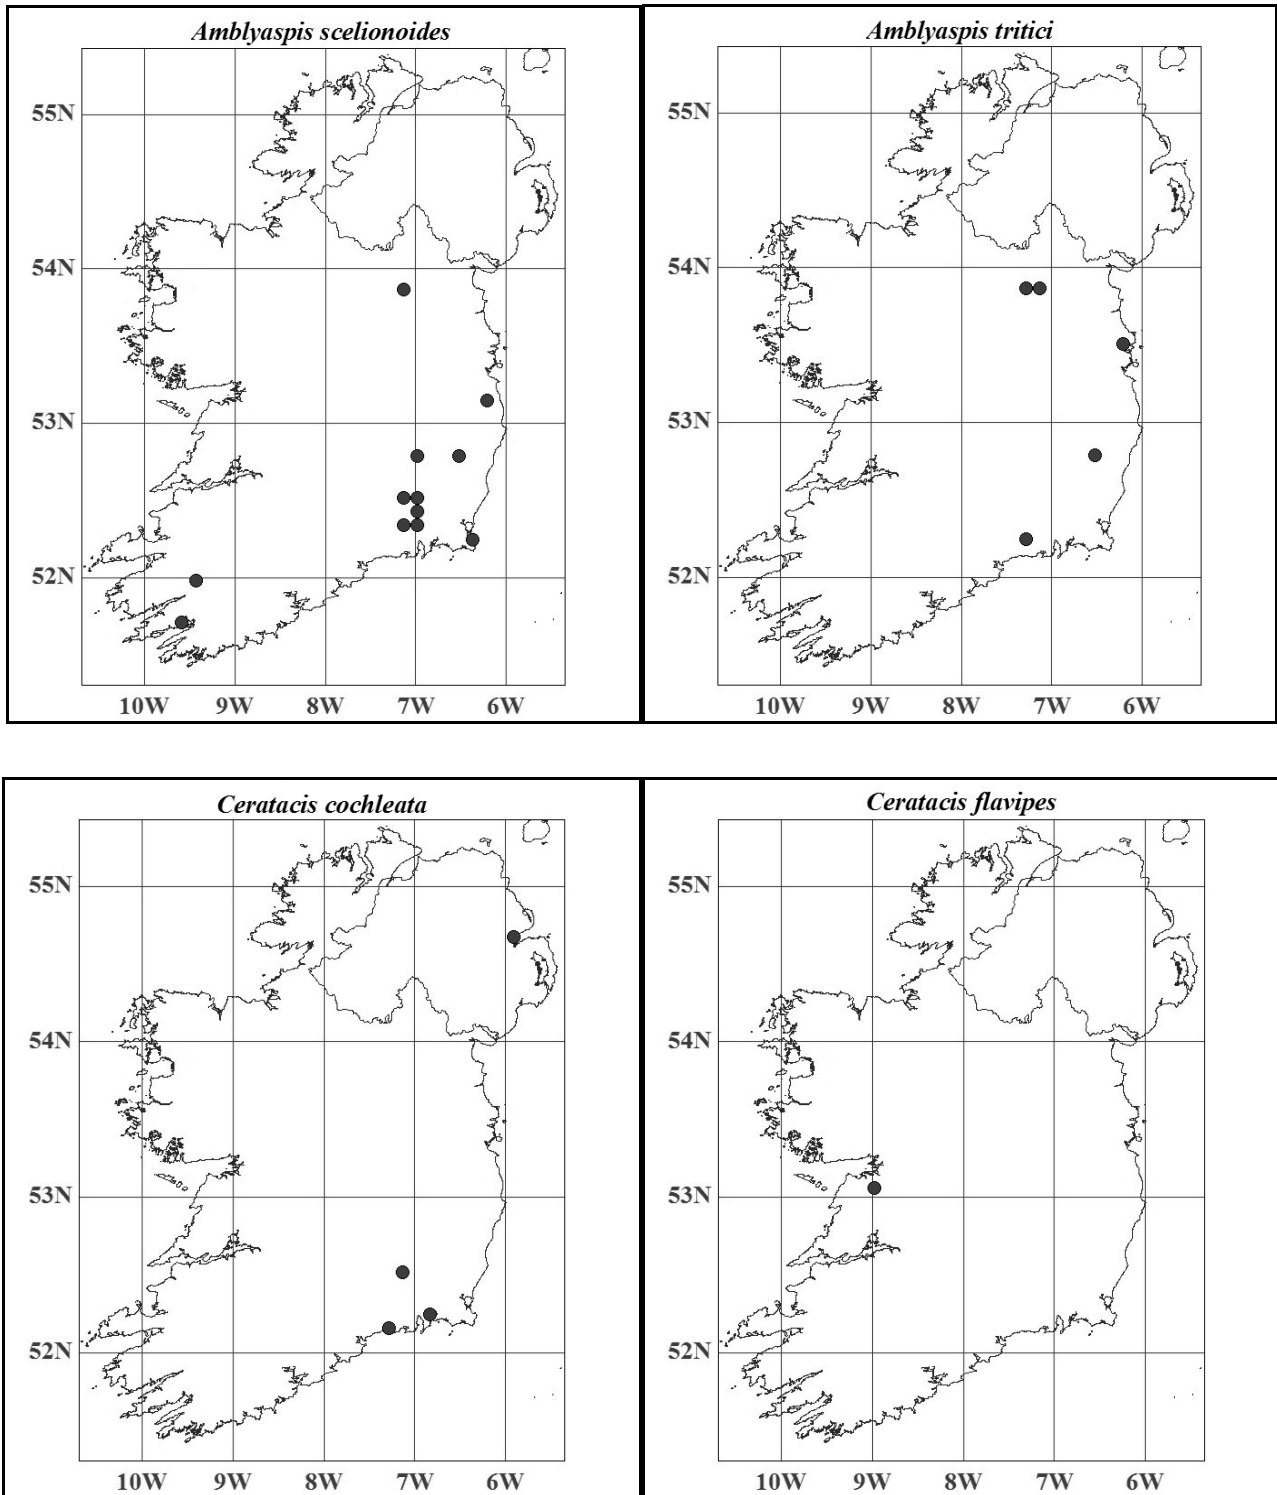 Amblyaspis scelionoides
55N
54N
53N
52N
10W 9W 8W 7W 6W
Amblyaspis tritici
55N
54N
53N
52N
10W 9W 8W 7W 6W
Ceratacis cochleata
55N
54N
53N
52N
10W 9W 8W 7W 6W
Ceratacis flavipes
55N
54N
53N
52N
10W 9W 8W 7W 6W